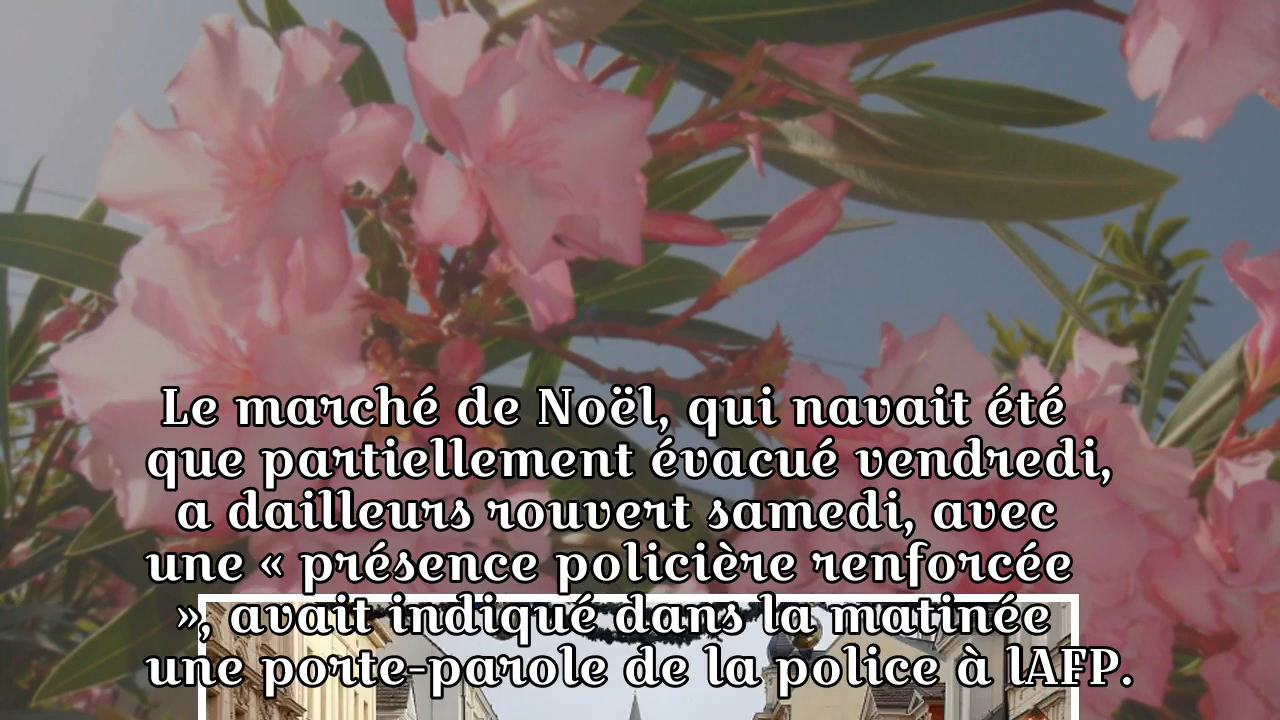 Le marché de Noël, qui navait été
que partiellement évacué vendredi,
a dailleurs rouvert samedi, avec
une « présence policière renforcée
», avait indiqué dans la matinée
une porte-parole de la police à lAFP.